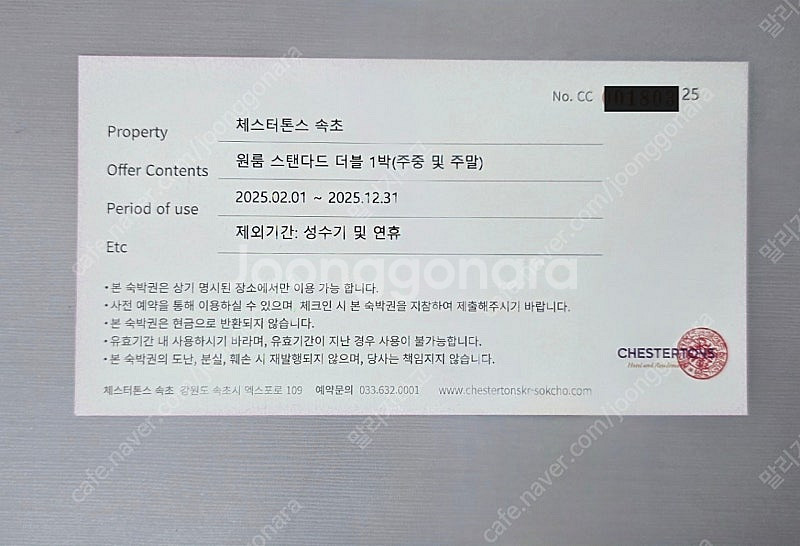 No. CC 25
Property 체스터톤스 속초
Offer Contents 원룸 스탠다드 더블 1박(주중 및 주말)
Period of use 2025.02.01 ~ 2025.12.31
Etc 제외기간: 성수기 및 연휴
Joonggonara
• 본 숙박권은 상기 명시된 장소에서만 이용 가능 합니다.
• 사전 예약을 통해 이용하실 수 있으며, 체크인 시 본 숙박권을 지참하여 제출해주시기 바랍니다.
• 본 숙박권은 현금으로 반환되지 않습니다.
• 유효기간 내 사용하시기 바라며, 유효기간이 지난 경우 사용이 불가능합니다.
• 본 숙박권의 도난, 분실, 훼손 시 재발행되지 않으며, 당사는 책임지지 않습니다.
CHESTERTONS
Hotel and Residence
체스터톤스 속초 강원도 속초시 엑스포로 109 예약문의 033.632.0001 www.chestertonskr-sokcho.com
cafe.naver.com/joonggonara